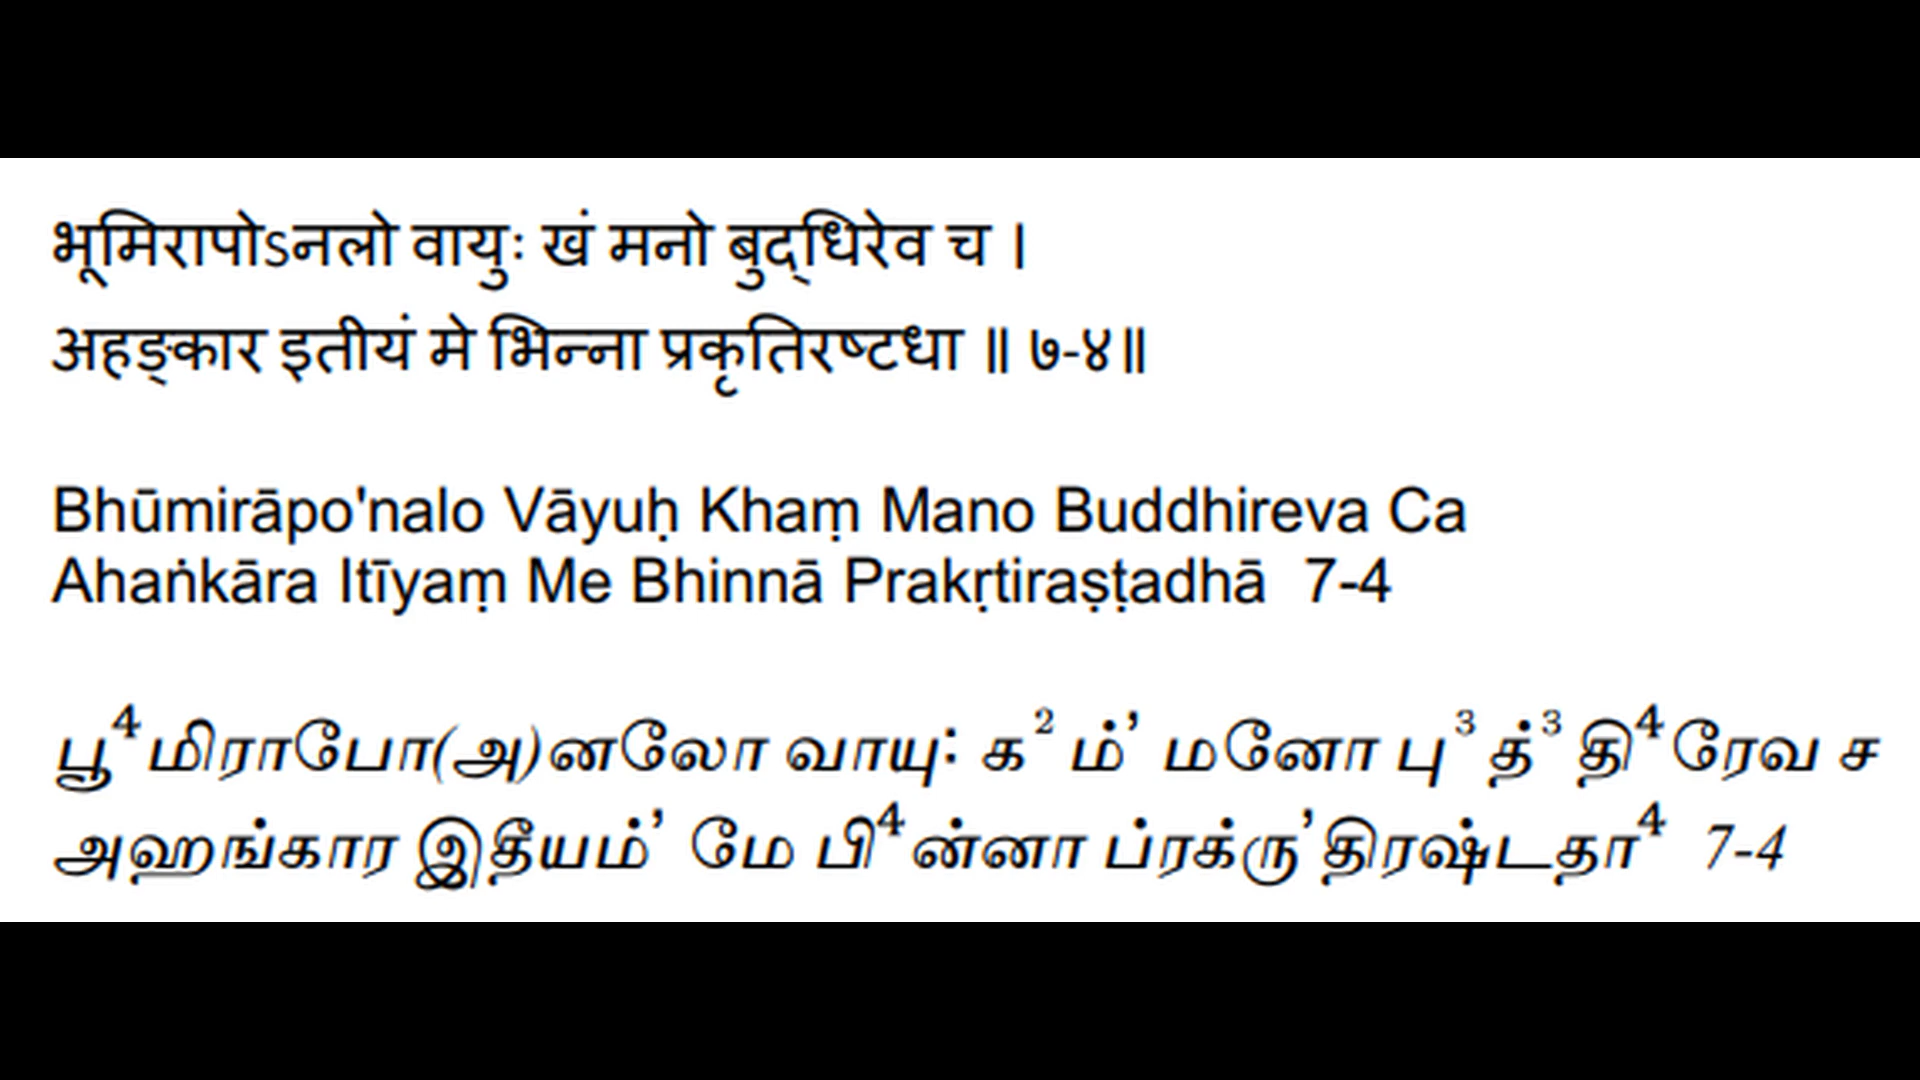 भूमिरापोऽनलो वायुः खं मनो बुद्‌धिरेव च ।
अहङ्कार इतीयं मे भिन्ना प्रकृतिरष्टधा ॥ ७-४॥
Bhūmirāpo'nalo Vāyuḥ Khaṃ Mano Buddhireva Ca
Ahaṅkāra Itīyaṃ Me Bhinnā Prakṛtiraṣṭadhā 7-4
பூ⁴மிராபோ(அ)னலோ வாயு꞉ க² ம்’ மனோ பு³த்³தி⁴ரேவ ச
அஹங்கார இதீயம்’ மே பி⁴ன்னா ப்ரக்ரு’திரஷ்டதா⁴ 7-4